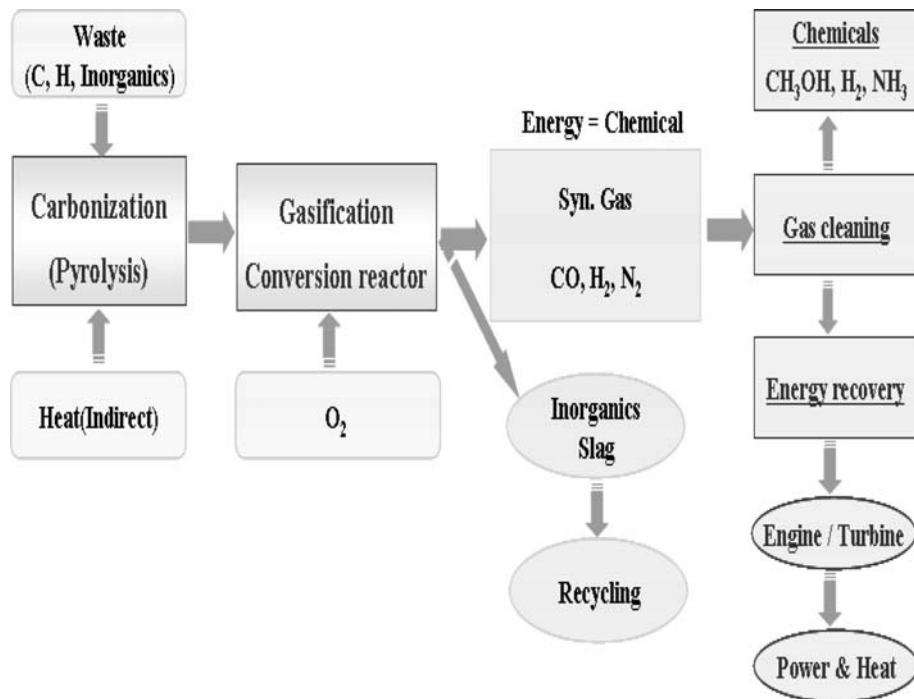 Waste
(C, H, Inorganics)
Carbonization
(Pyrolysis)
Heat(Indirect)
Gasification
Conversion reactor
O₂
Energy = Chemical
Syn. Gas
CO, H₂, N₂
Inorganics
Slag
Recycling
Chemicals
CH₃OH, H₂, NH₃
Gas cleaning
Energy recovery
Engine / Turbine
Power & Heat